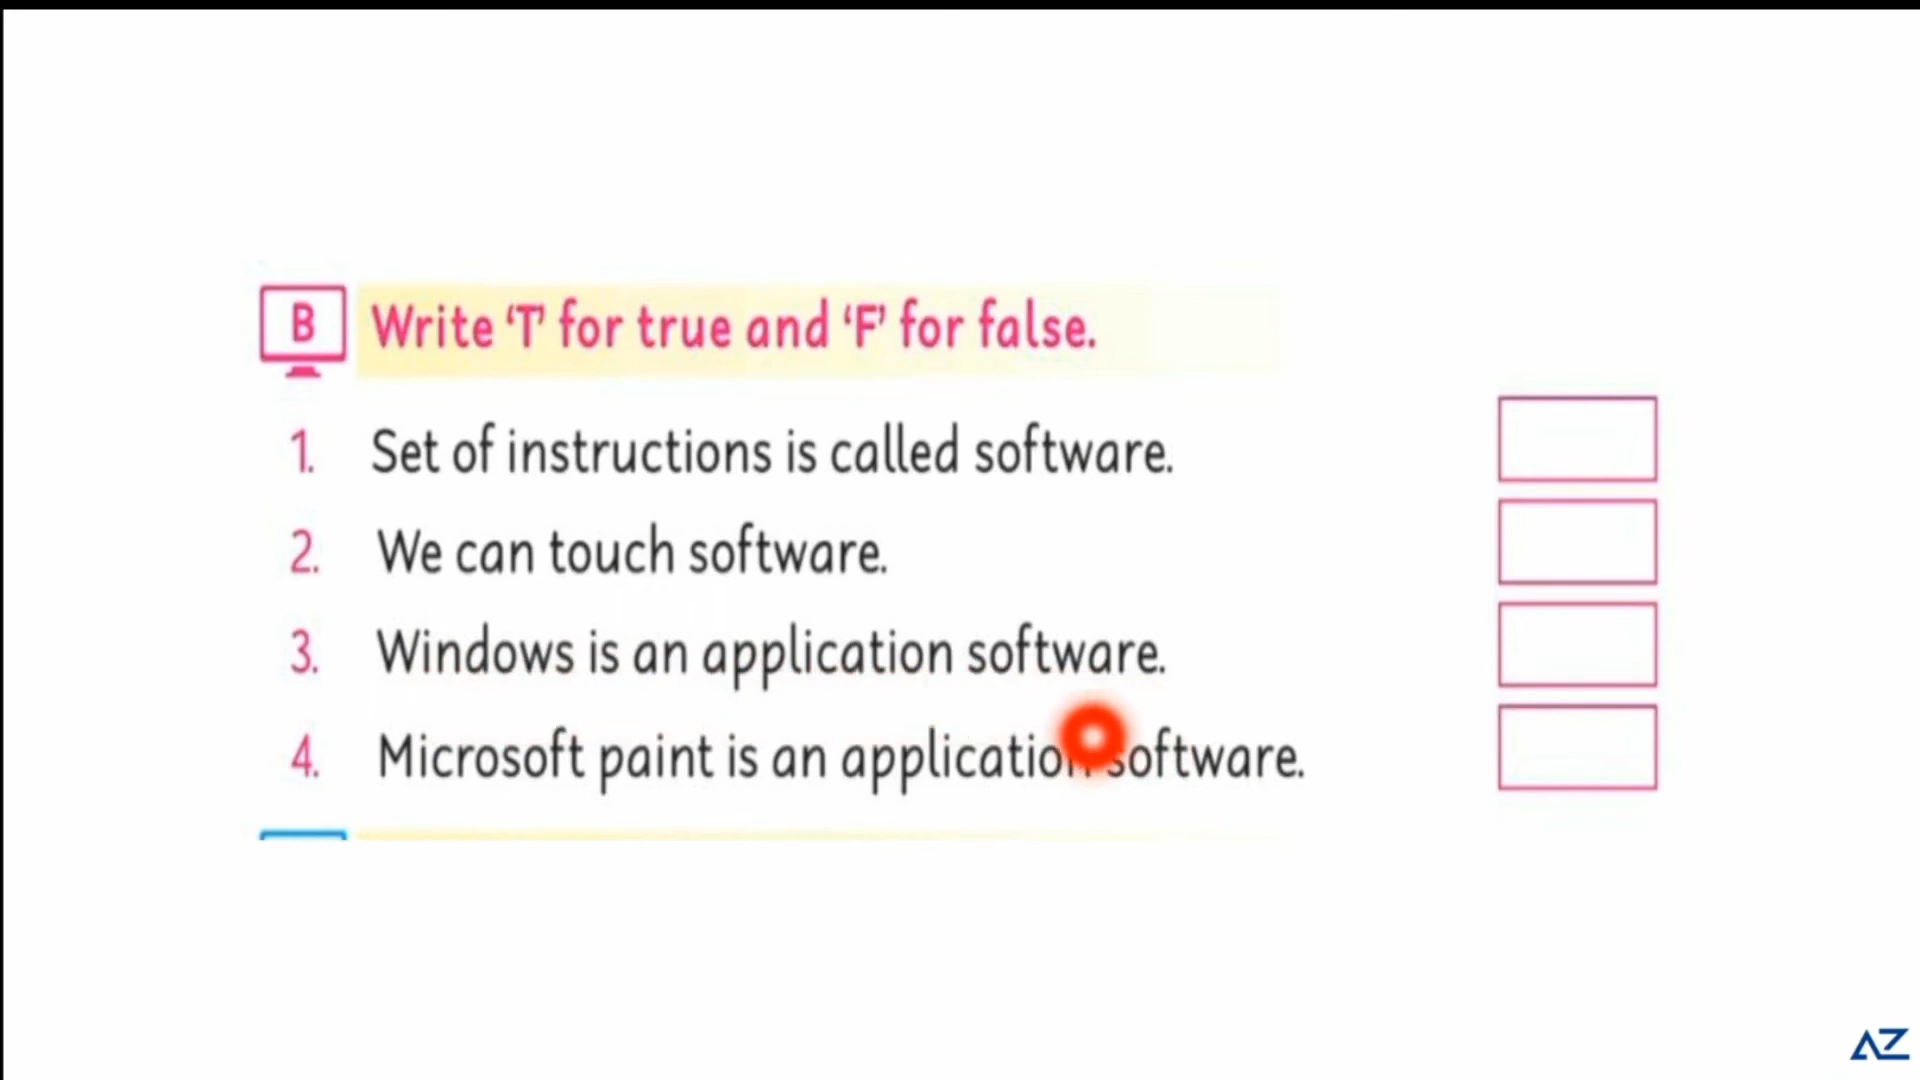 B Write 'T' for true and 'F' for false.
1. Set of instructions is called software.
2. We can touch software.
3. Windows is an application software.
4. Microsoft paint is an application software.
AZ